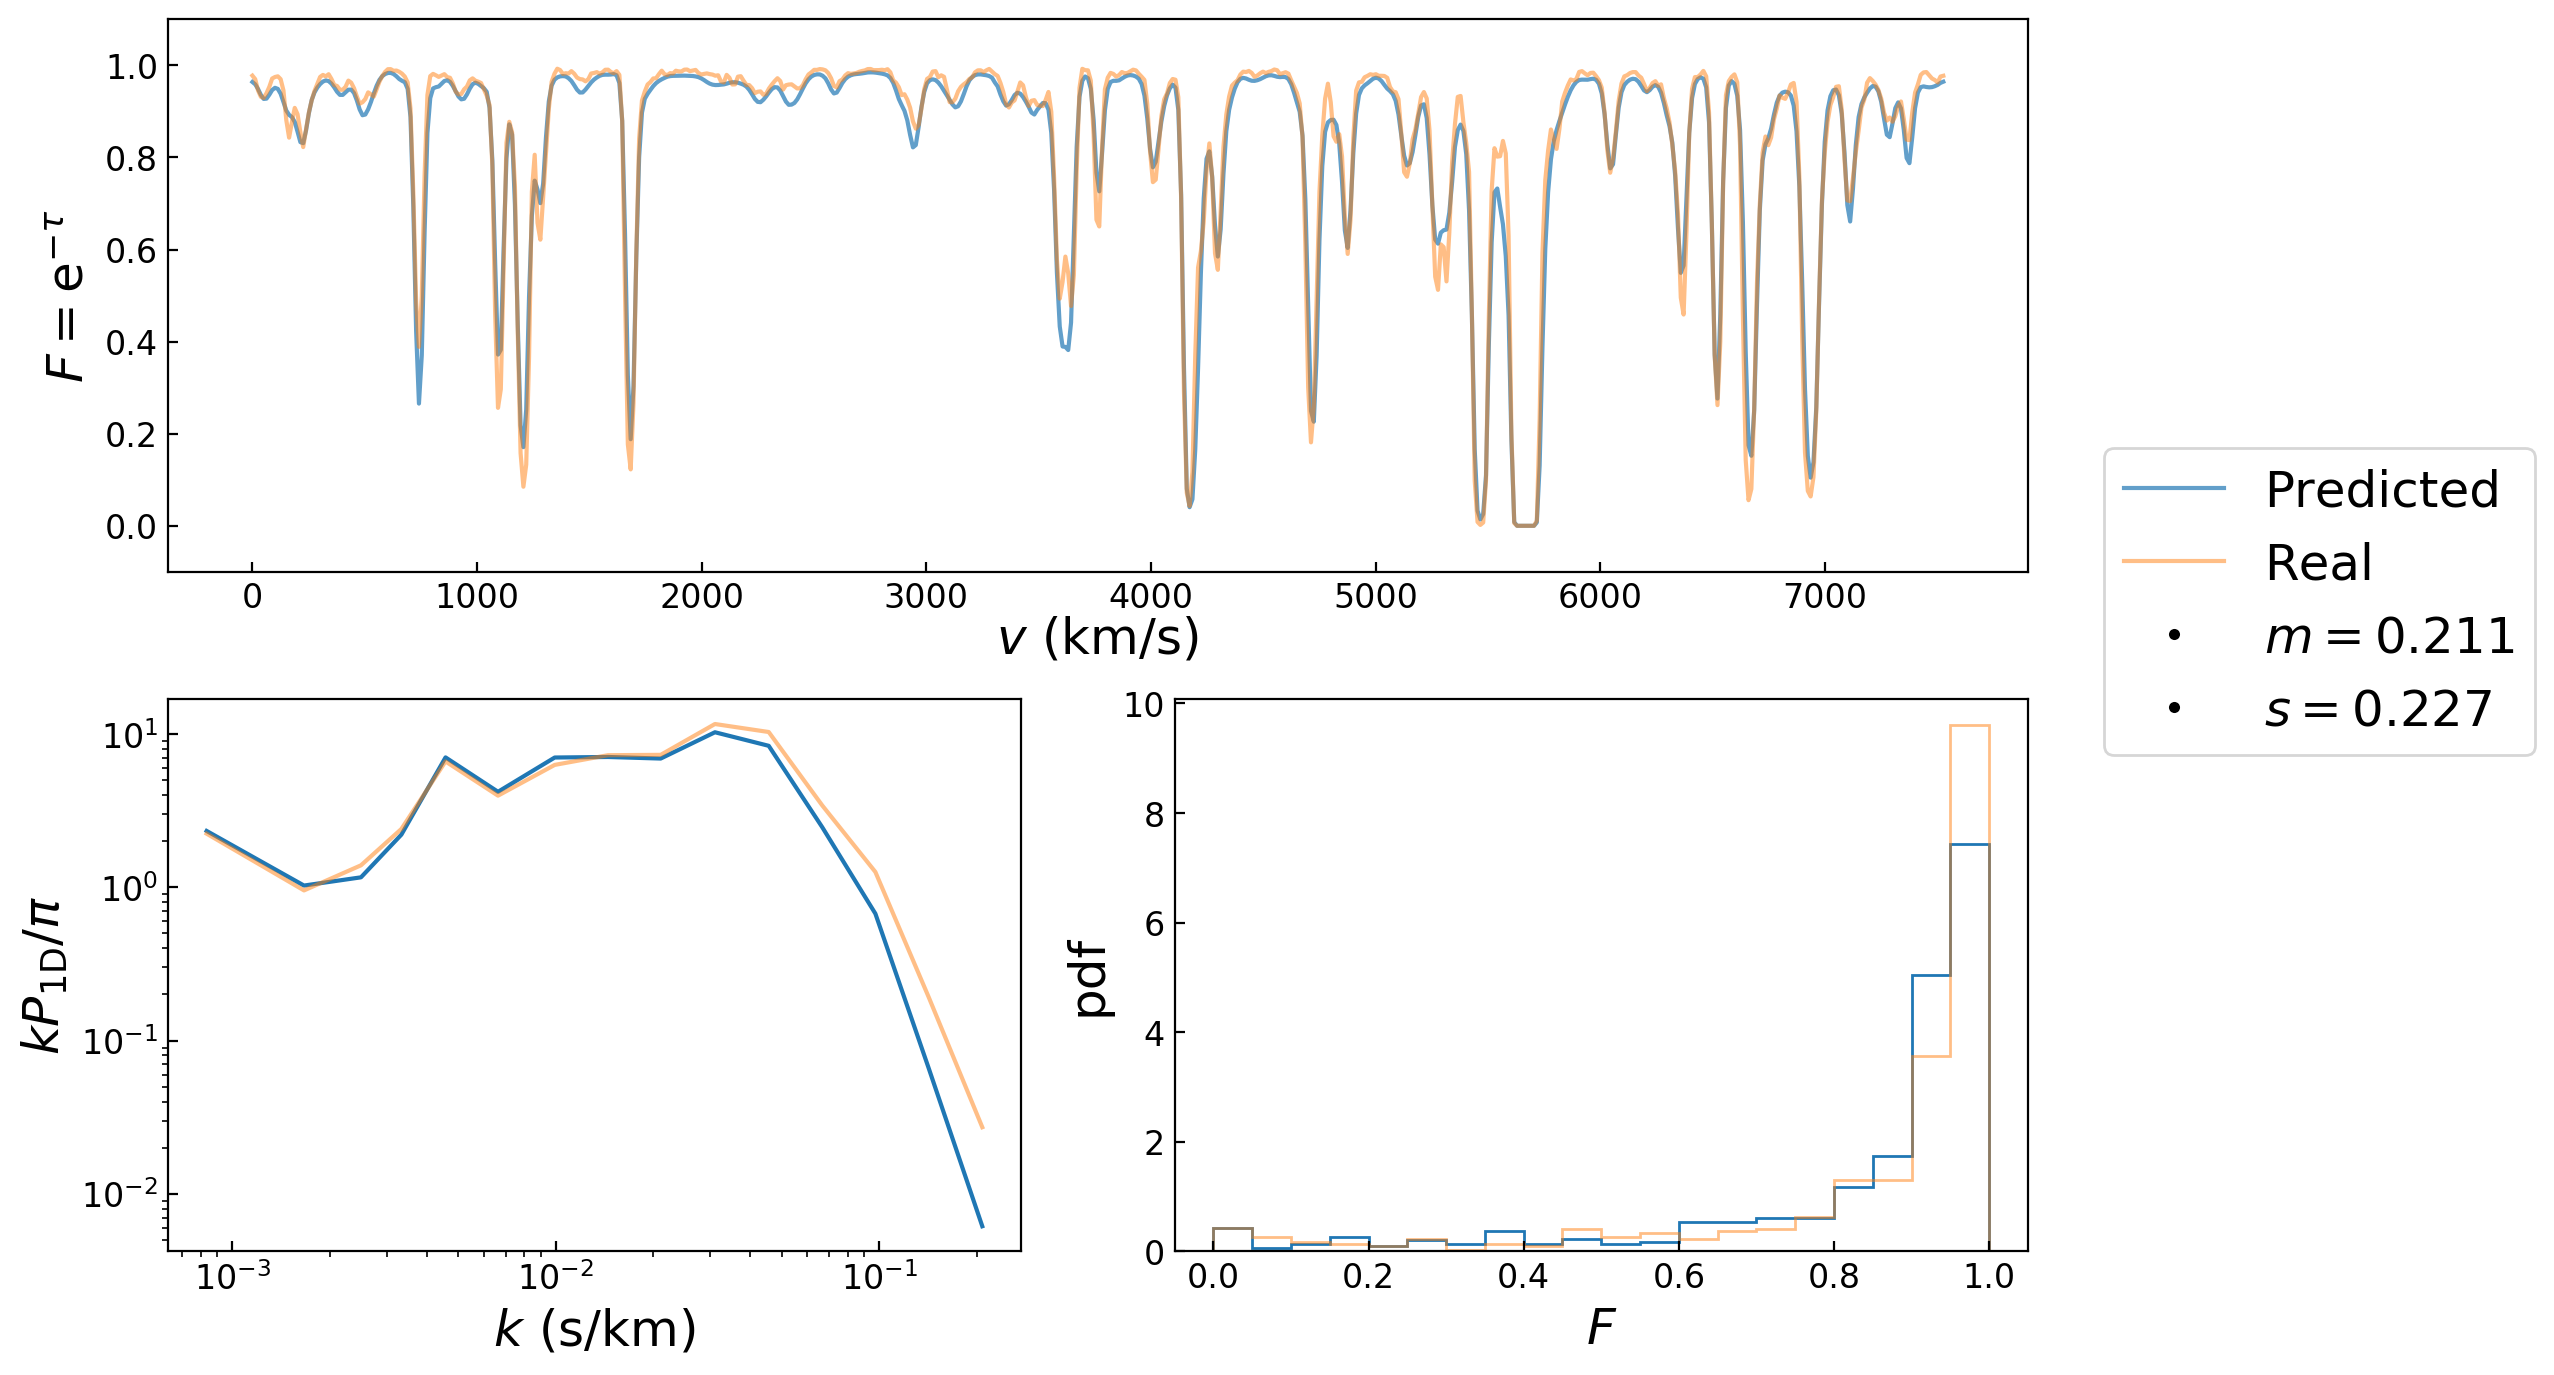 F = e^{−τ}
1.0
0.8
0.6
0.4
0.2
0.0
0 1000 2000 3000 4000 5000 6000 7000
v (km/s)
Predicted
Real
m = 0.211
s = 0.227
kP_{1D}/π
10^1
10^0
10^{−1}
10^{−2}
10^{−3} 10^{−2} 10^{−1}
k (s/km)
pdf
10
8
6
4
2
0
0.0 0.2 0.4 0.6 0.8 1.0
F